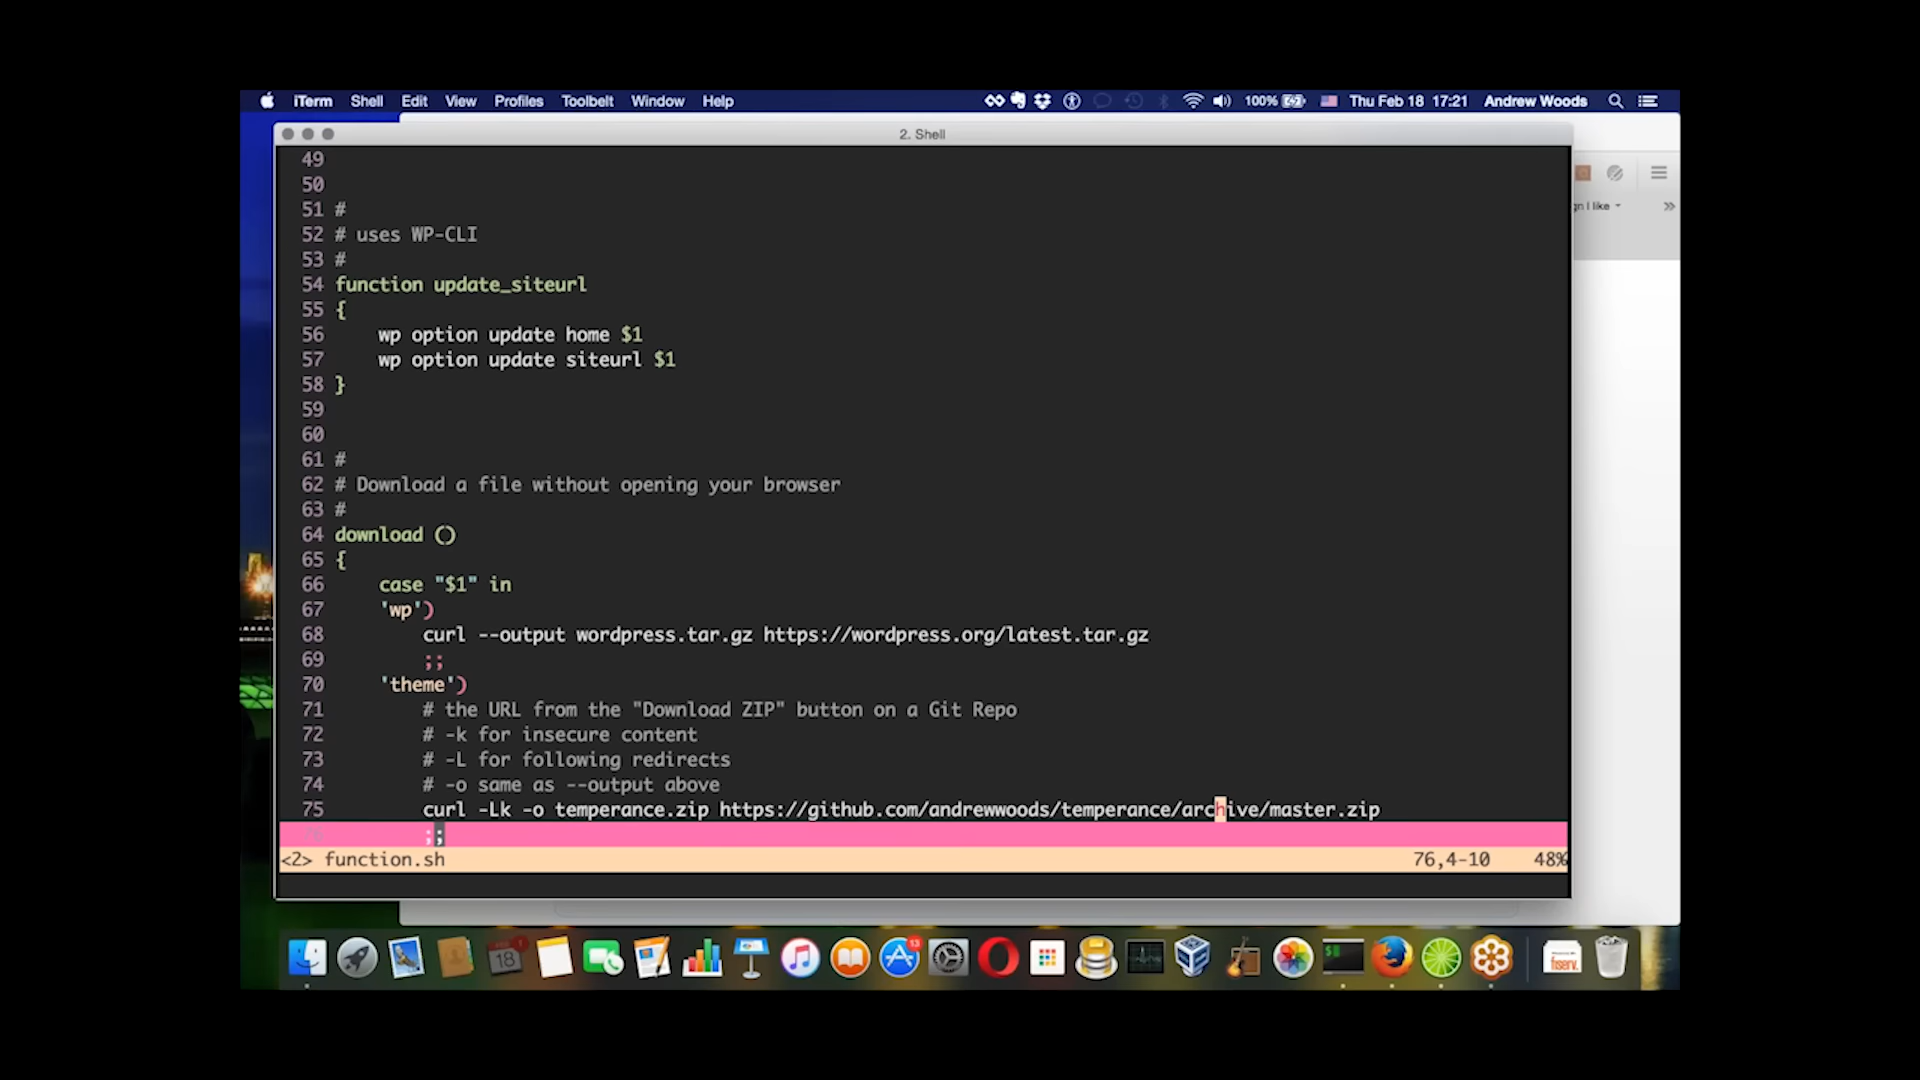 iTerm Shell Edit View Profiles Toolbelt Window Help 100% Thu Feb 18 17:21 Andrew Woods
2. Shell
49
50
51 #
52 # uses WP-CLI
53 #
54 function update_siteurl
55 {
56 wp option update home $1
57 wp option update siteurl $1
58 }
59
60
61 #
62 # Download a file without opening your browser
63 #
64 download ()
65 {
66 case "$1" in
67 'wp')
68 curl --output wordpress.tar.gz https://wordpress.org/latest.tar.gz
69 ;;
70 'theme')
71 # the URL from the "Download ZIP" button on a Git Repo
72 # -k for insecure content
73 # -L for following redirects
74 # -o same as --output above
75 curl -Lk -o temperance.zip https://github.com/andrewwoods/temperance/archive/master.zip
76 ;;
<2> function.sh 76,4-10 48%
I like
»
18
13
fiserv.